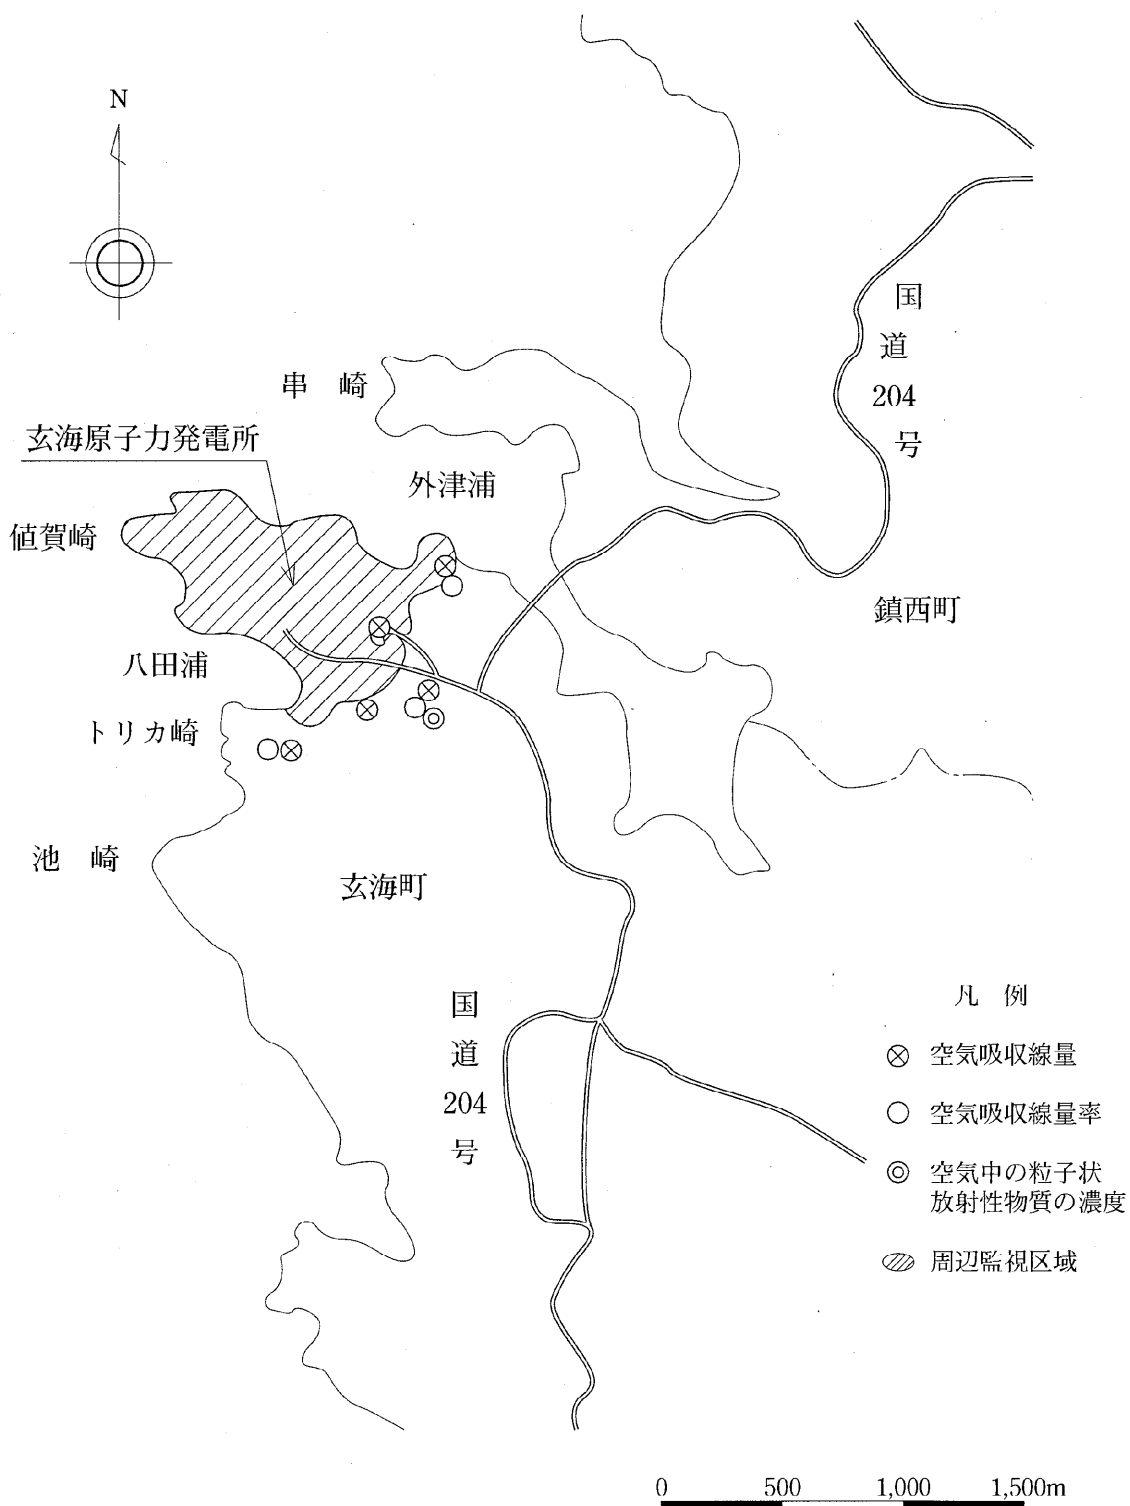 N
国
道
204
号
串崎
玄海原子力発電所
外津浦
値賀崎
鎮西町
八田浦
トリカ崎
池崎
玄海町
国
道
204
号
凡例
空気吸収線量
空気吸収線量率
空気中の粒子状
放射性物質の濃度
周辺監視区域
0 500 1,000 1,500m